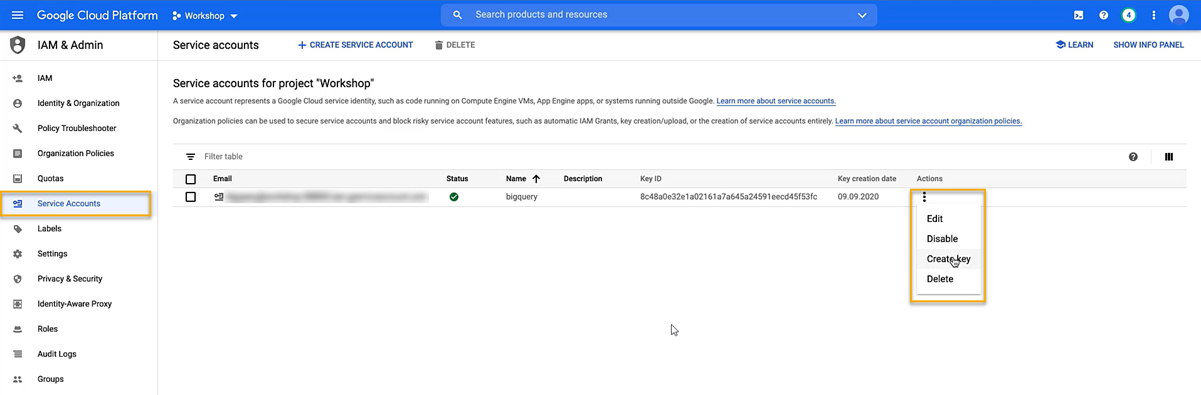 Google Cloud Platform Workshop Search products and resources 4
IAM & Admin Service accounts + CREATE SERVICE ACCOUNT DELETE LEARN SHOW INFO PANEL
IAM
Identity & Organization
Policy Troubleshooter
Organization Policies
Quotas
Service Accounts
Labels
Settings
Privacy & Security
Identity-Aware Proxy
Roles
Audit Logs
Groups
Service accounts for project "Workshop"
A service account represents a Google Cloud service identity, such as code running on Compute Engine VMs, App Engine apps, or systems running outside Google. Learn more about service accounts.
Organization policies can be used to secure service accounts and block risky service account features, such as automatic IAM Grants, key creation/upload, or the creation of service accounts entirely. Learn more about service account organization policies.
Filter table
Email Status Name Description Key ID Key creation date Actions
bigquery 8c48a0e32e1a02161a7a645a24591eecd45f53fc 09.09.2020
Edit
Disable
Create key
Delete